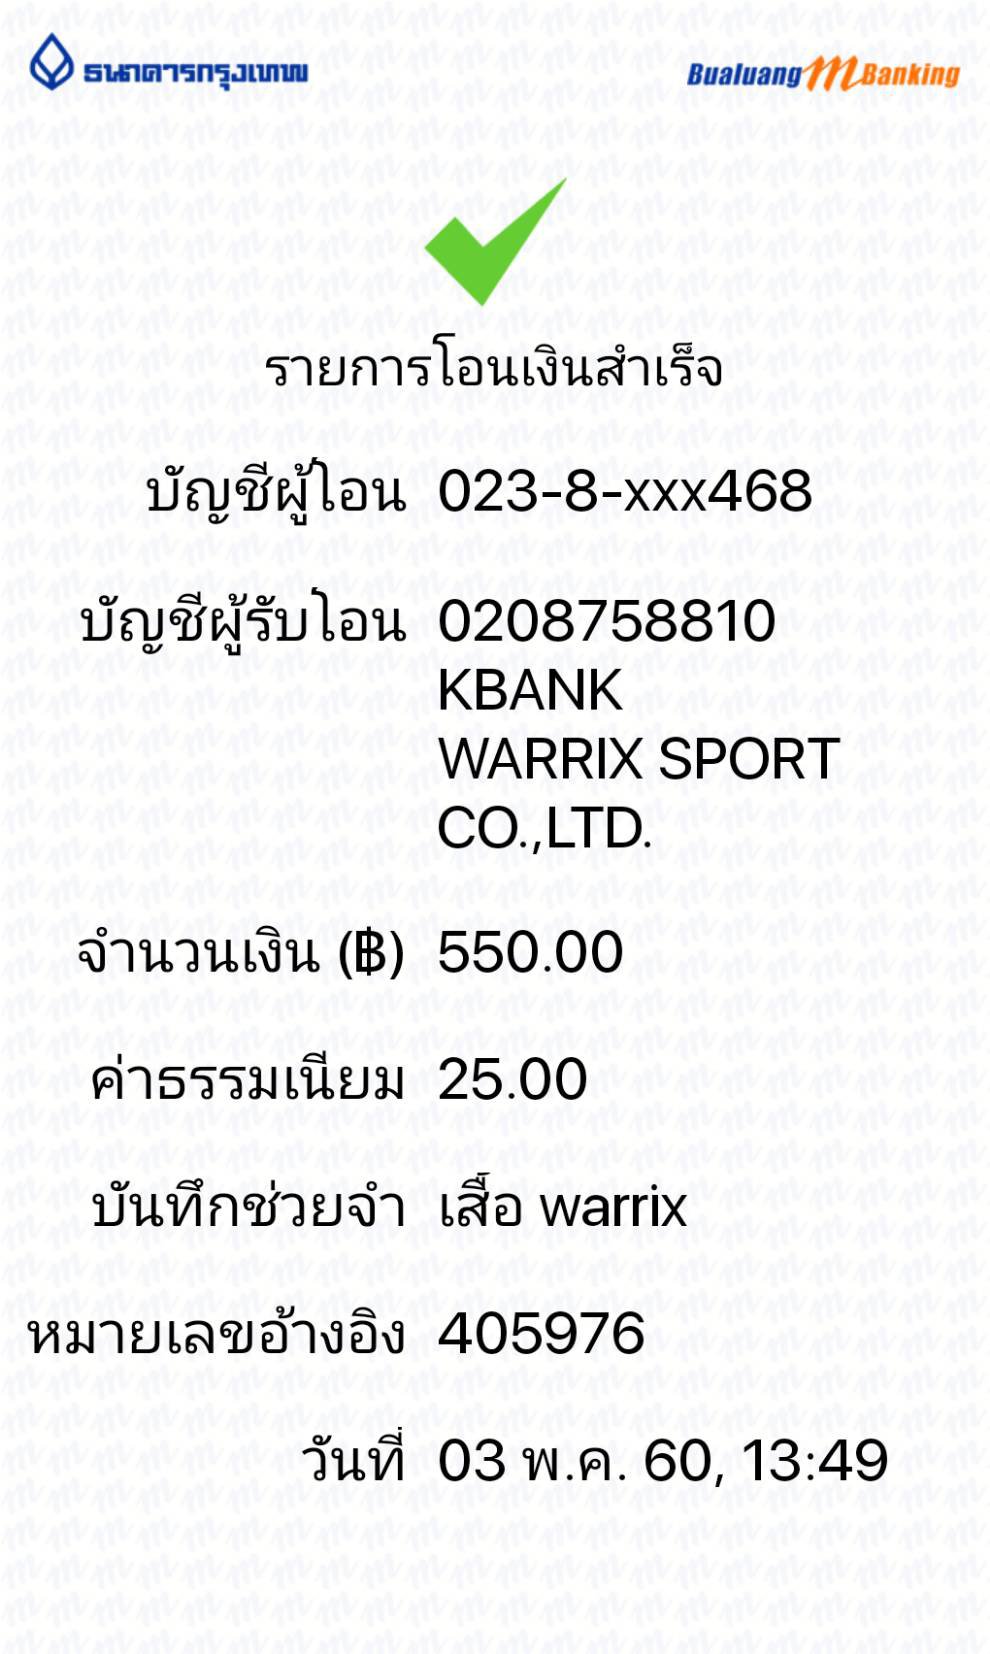 ธนาคารกรุงเทพ
Bualuang mBanking
รายการโอนเงินสำเร็จ
บัญชีผู้โอน 023-8-xxx468
บัญชีผู้รับโอน 0208758810
KBANK
WARRIX SPORT
CO.,LTD.
จำนวนเงิน (฿) 550.00
ค่าธรรมเนียม 25.00
บันทึกช่วยจำ เสื้อ warrix
หมายเลขอ้างอิง 405976
วันที่ 03 พ.ค. 60, 13:49